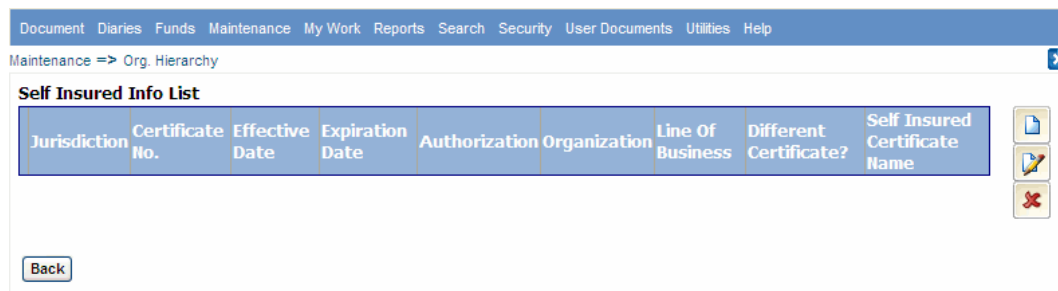 Document Diaries Funds Maintenance My Work Reports Search Security User Documents Utilities Help
Maintenance => Org. Hierarchy
Self Insured Info List
Jurisdiction Certificate No. Effective Date Expiration Date Authorization Organization Line Of Business Different Certificate? Self Insured Certificate Name
Back